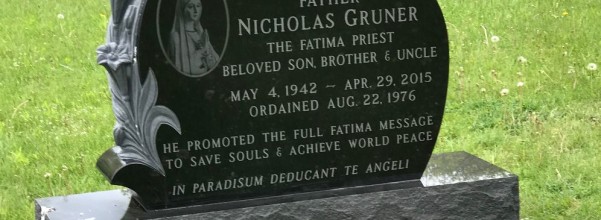 FATHER
NICHOLAS GRUNER
THE FATIMA PRIEST
BELOVED SON, BROTHER & UNCLE
MAY 4, 1942 ~ APR. 29, 2015
ORDAINED AUG. 22, 1976
HE PROMOTED THE FULL FATIMA MESSAGE
TO SAVE SOULS & ACHIEVE WORLD PEACE
IN PARADISUM DEDUCANT TE ANGELI